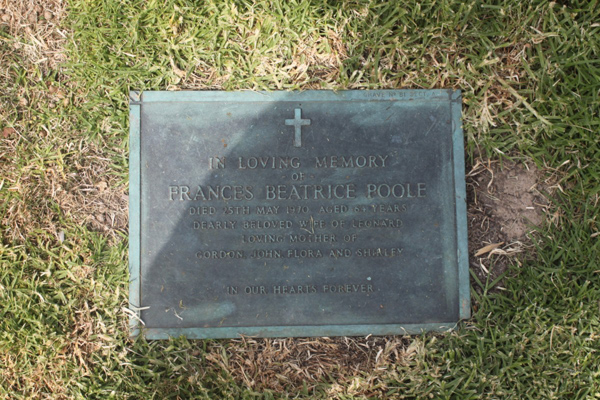 IN LOVING MEMORY
OF
FRANCES BEATRICE POOLE
DIED 25TH MAY 1970 AGED 64 YEARS
DEARLY BELOVED WIFE OF LEONARD
LOVING MOTHER OF
GORDON JOHN FLORA AND SHIRLEY
IN OUR HEARTS FOREVER